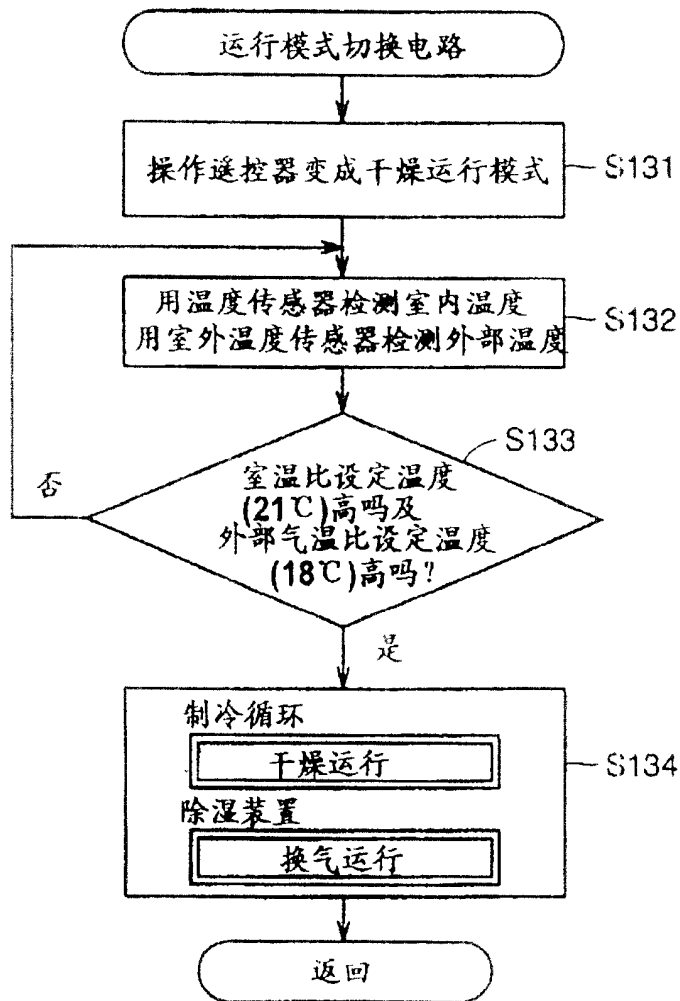 运行模式切换电路
操作遥控器变成干燥运行模式
S131
用温度传感器检测室内温度
用室外温度传感器检测外部温度
S132
S133
室温比设定温度
(21℃)高吗及
外部气温比设定温度
(18℃)高吗?
否
是
制冷循环
干燥运行
S134
除湿装置
换气运行
返回